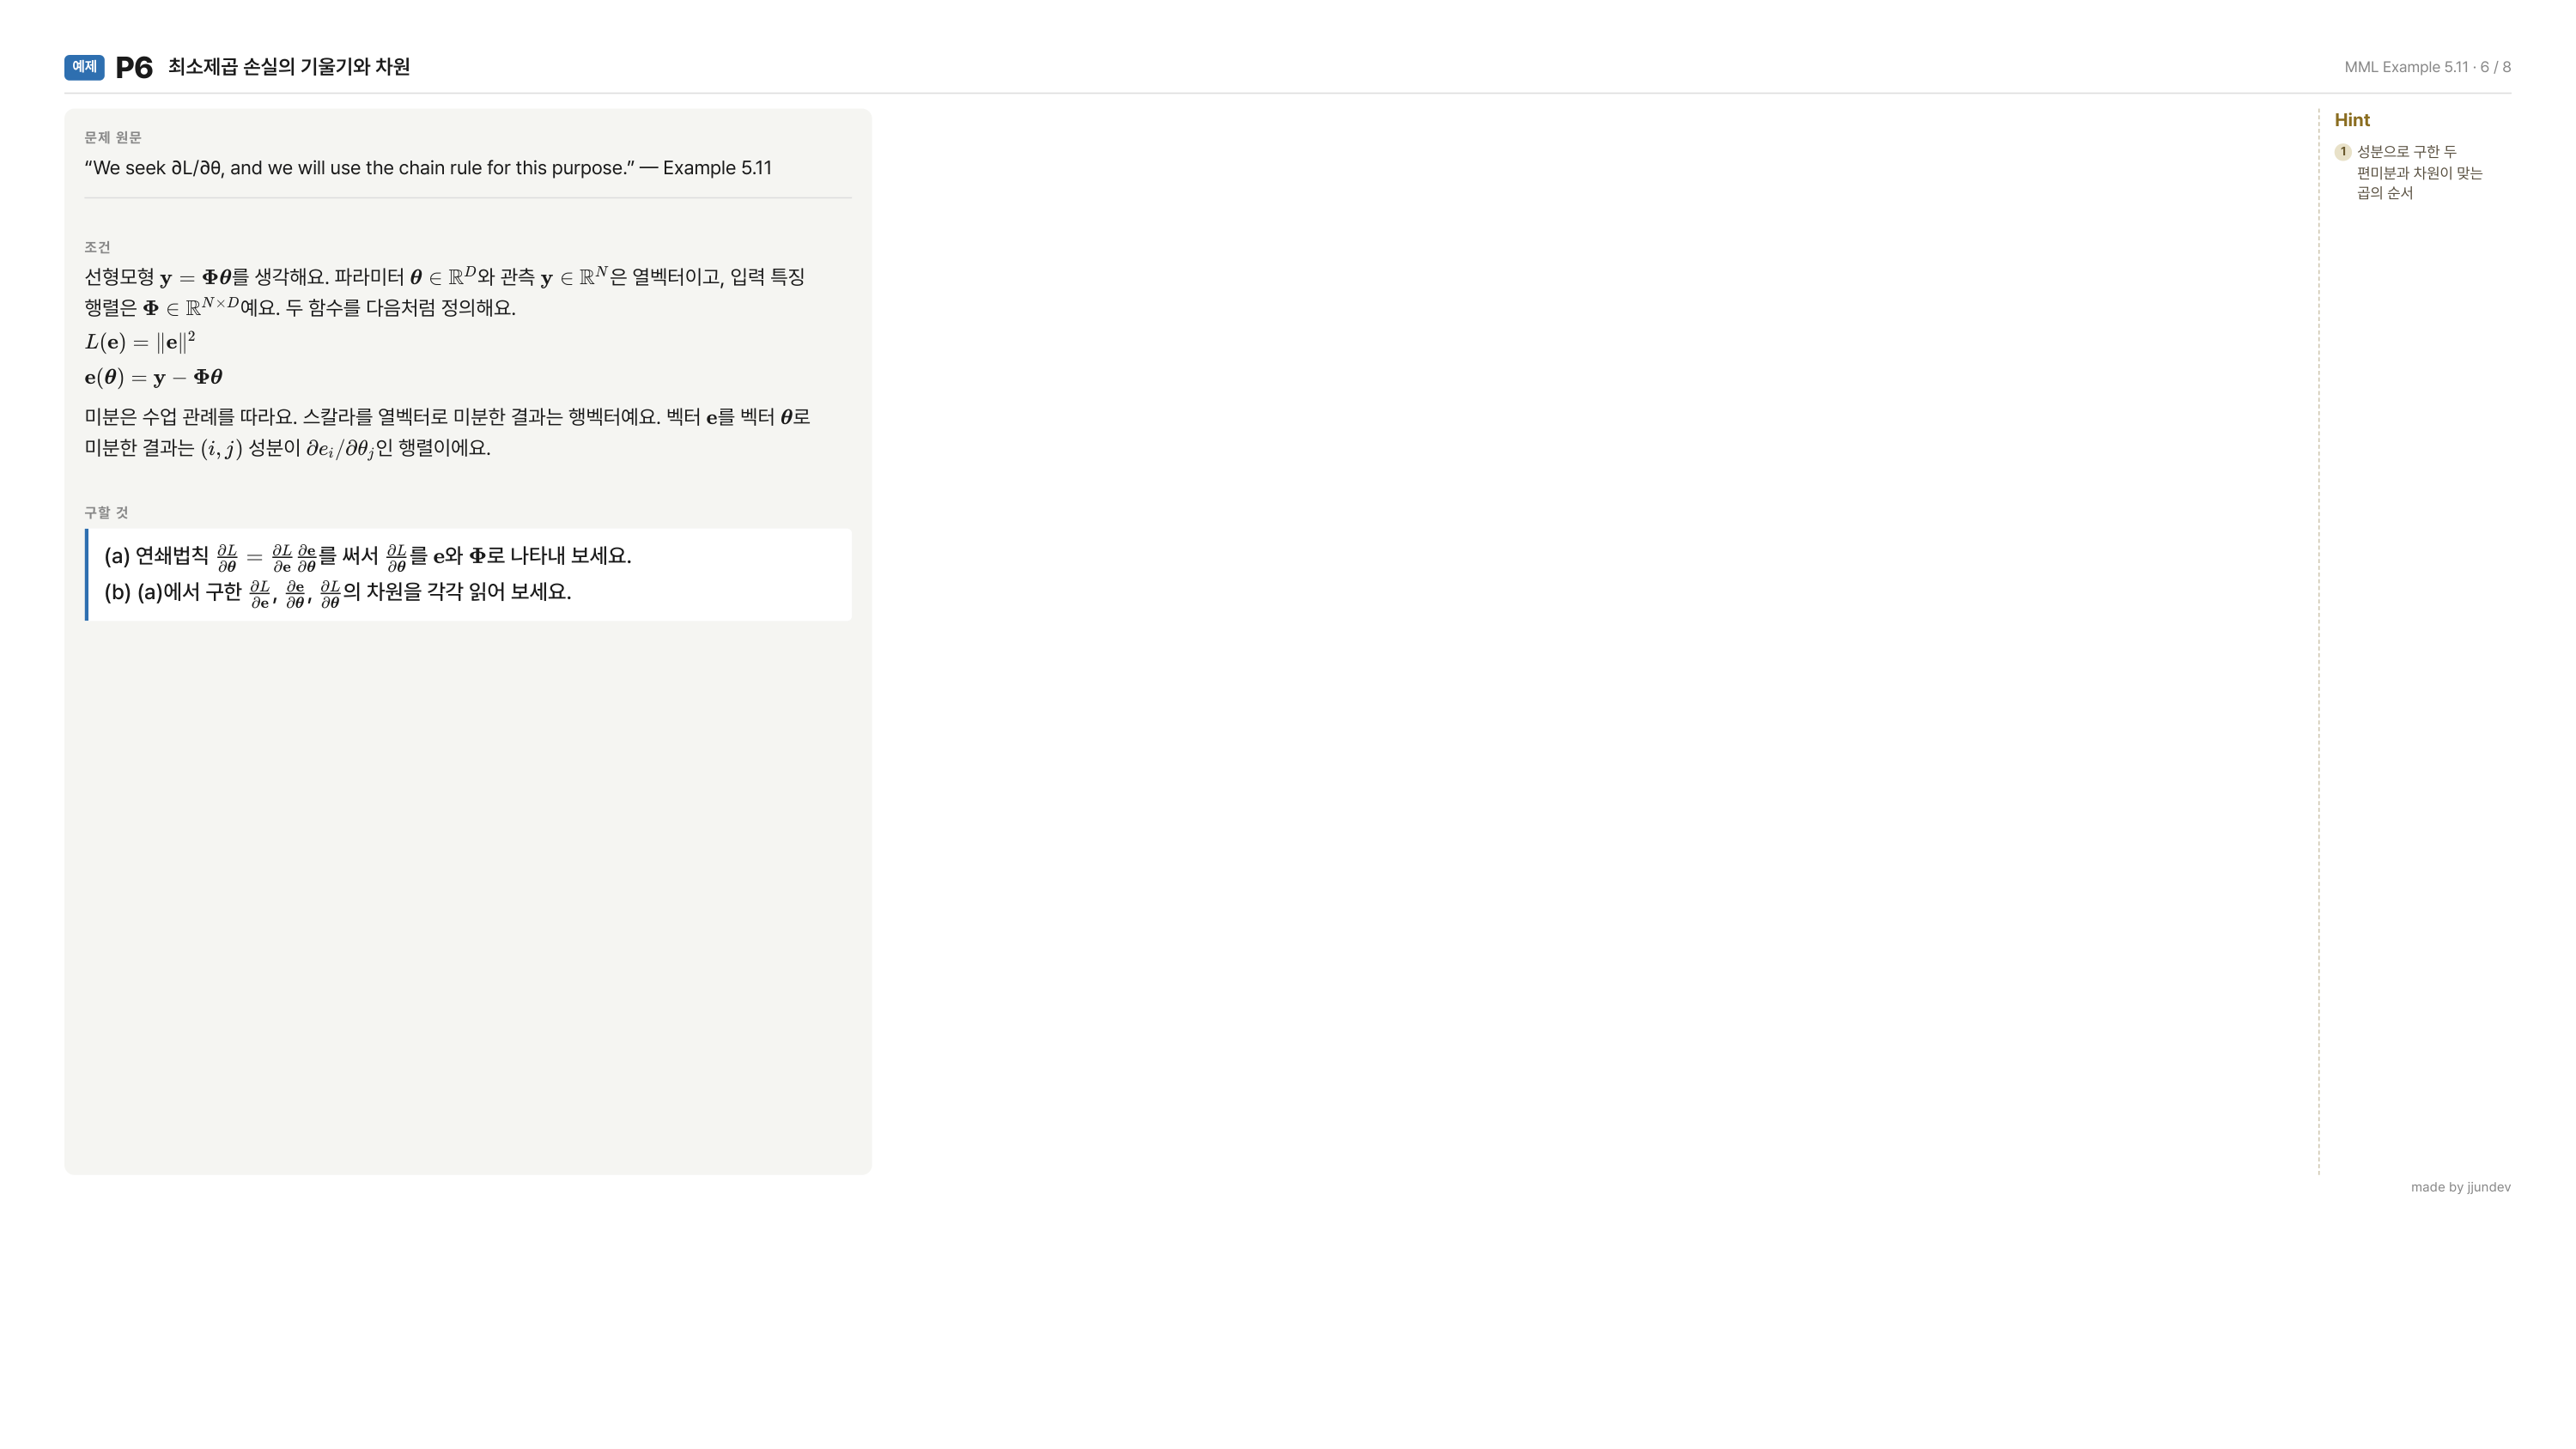 예제 P6 최소제곱 손실의 기울기와 차원
MML Example 5.11 · 6 / 8
문제 원문
“We seek ∂L/∂θ, and we will use the chain rule for this purpose.” — Example 5.11
조건
선형모형 y = Φθ를 생각해요. 파라미터 θ ∈ ℝ^D와 관측 y ∈ ℝ^N은 열벡터이고, 입력 특징
행렬은 Φ ∈ ℝ^{N×D}예요. 두 함수를 다음처럼 정의해요.
L(e) = ‖e‖²
e(θ) = y − Φθ
미분은 수업 관례를 따라요. 스칼라를 열벡터로 미분한 결과는 행벡터예요. 벡터 e를 벡터 θ로
미분한 결과는 (i, j) 성분이 ∂e_i/∂θ_j인 행렬이에요.
구할 것
(a) 연쇄법칙 ∂L/∂θ = ∂L/∂e ∂e/∂θ를 써서 ∂L/∂θ를 e와 Φ로 나타내 보세요.
(b) (a)에서 구한 ∂L/∂e, ∂e/∂θ, ∂L/∂θ의 차원을 각각 읽어 보세요.
Hint
1 성분으로 구한 두
편미분과 차원이 맞는
곱의 순서
made by jjundev